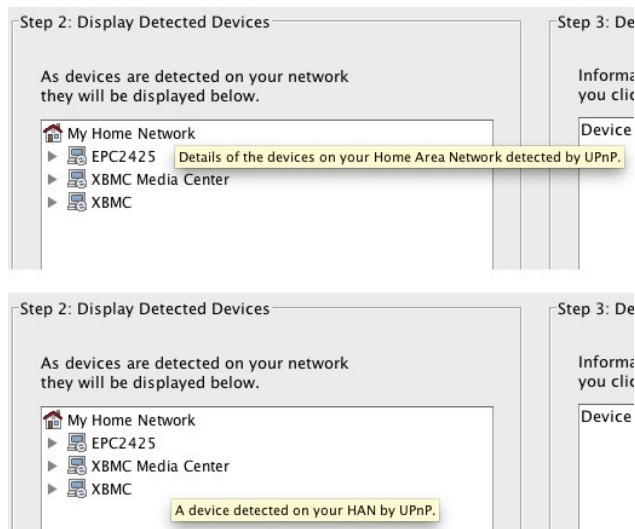 Step 2: Display Detected Devices
Step 3: De
As devices are detected on your network
they will be displayed below.
Informa
you clic
My Home Network
Device
EPC2425
Details of the devices on your Home Area Network detected by UPnP.
XBMC Media Center
XBMC
Step 2: Display Detected Devices
Step 3: De
As devices are detected on your network
they will be displayed below.
Informa
you clic
My Home Network
Device
EPC2425
XBMC Media Center
XBMC
A device detected on your HAN by UPnP.